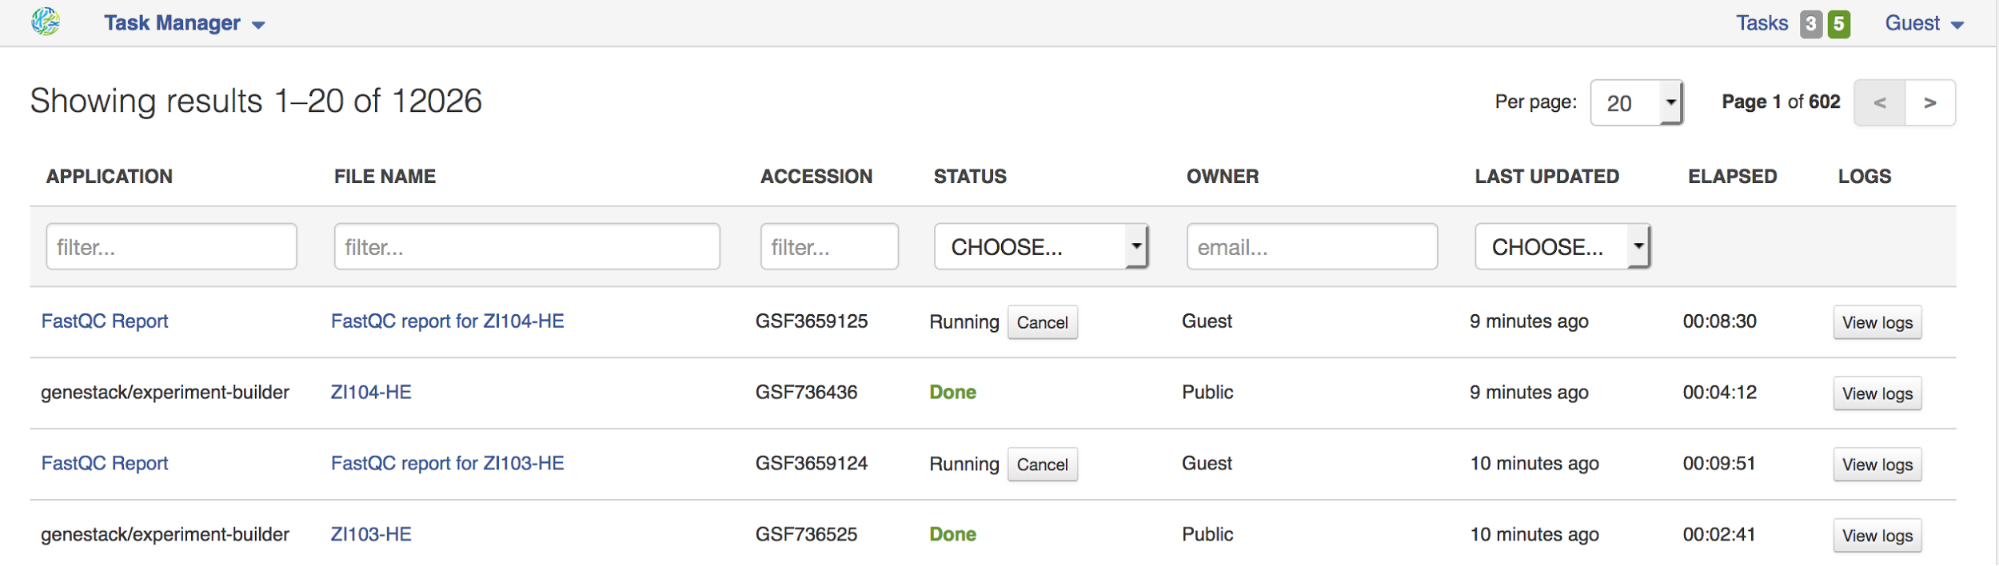 Task Manager Tasks 3 5 Guest
Showing results 1–20 of 12026 Per page: 20 Page 1 of 602 < >
APPLICATION FILE NAME ACCESSION STATUS OWNER LAST UPDATED ELAPSED LOGS
filter... filter... filter... CHOOSE... email... CHOOSE...
FastQC Report FastQC report for ZI104-HE GSF3659125 Running Cancel Guest 9 minutes ago 00:08:30 View logs
genestack/experiment-builder ZI104-HE GSF736436 Done Public 9 minutes ago 00:04:12 View logs
FastQC Report FastQC report for ZI103-HE GSF3659124 Running Cancel Guest 10 minutes ago 00:09:51 View logs
genestack/experiment-builder ZI103-HE GSF736525 Done Public 10 minutes ago 00:02:41 View logs